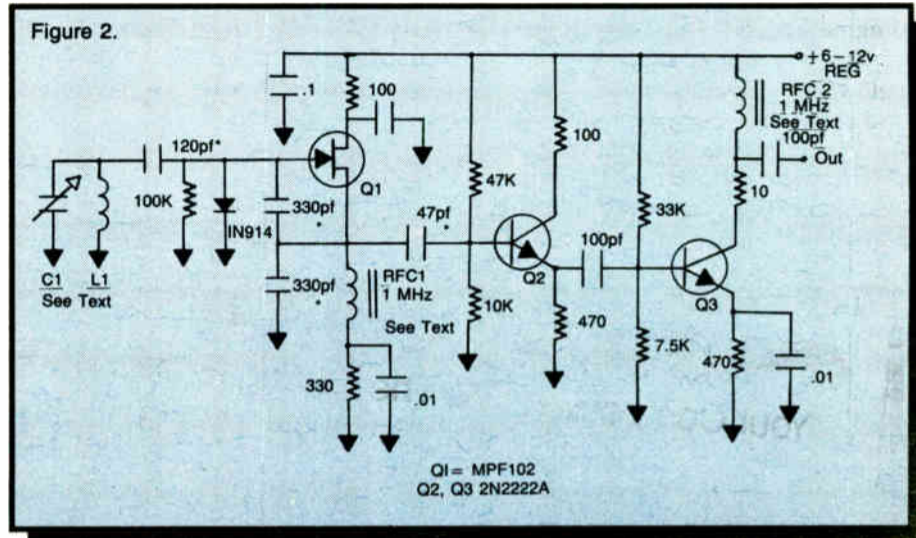 Figure 2.
+6-12v
REG
RFC 2
1 MHz
See Text
100pf
Out
.1
100
120pf*
Q1
100K
IN914
330pf
*
47pf
*
47K
100
33K
10
C1
See Text
L1
330pf
*
RFC1
1 MHz
See Text
10K
Q2
100pf
470
Q3
7.5K
470
.01
330
.01
QI= MPF102
Q2, Q3 2N2222A